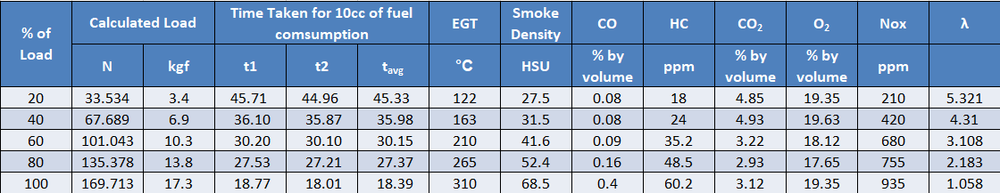 % of Load Calculated Load Time Taken for 10cc of fuel comsumption EGT Smoke Density CO HC CO₂ O₂ Nox λ
N kgf t1 t2 tavg °C HSU % by volume ppm % by volume % by volume ppm
20 33.534 3.4 45.71 44.96 45.33 122 27.5 0.08 18 4.85 19.35 210 5.321
40 67.689 6.9 36.10 35.87 35.98 163 31.5 0.08 24 4.93 19.63 420 4.31
60 101.043 10.3 30.20 30.10 30.15 210 41.6 0.09 35.2 3.22 18.12 680 3.108
80 135.378 13.8 27.53 27.21 27.37 265 52.4 0.16 48.5 2.93 17.65 755 2.183
100 169.713 17.3 18.77 18.01 18.39 310 68.5 0.4 60.2 3.12 19.35 935 1.058